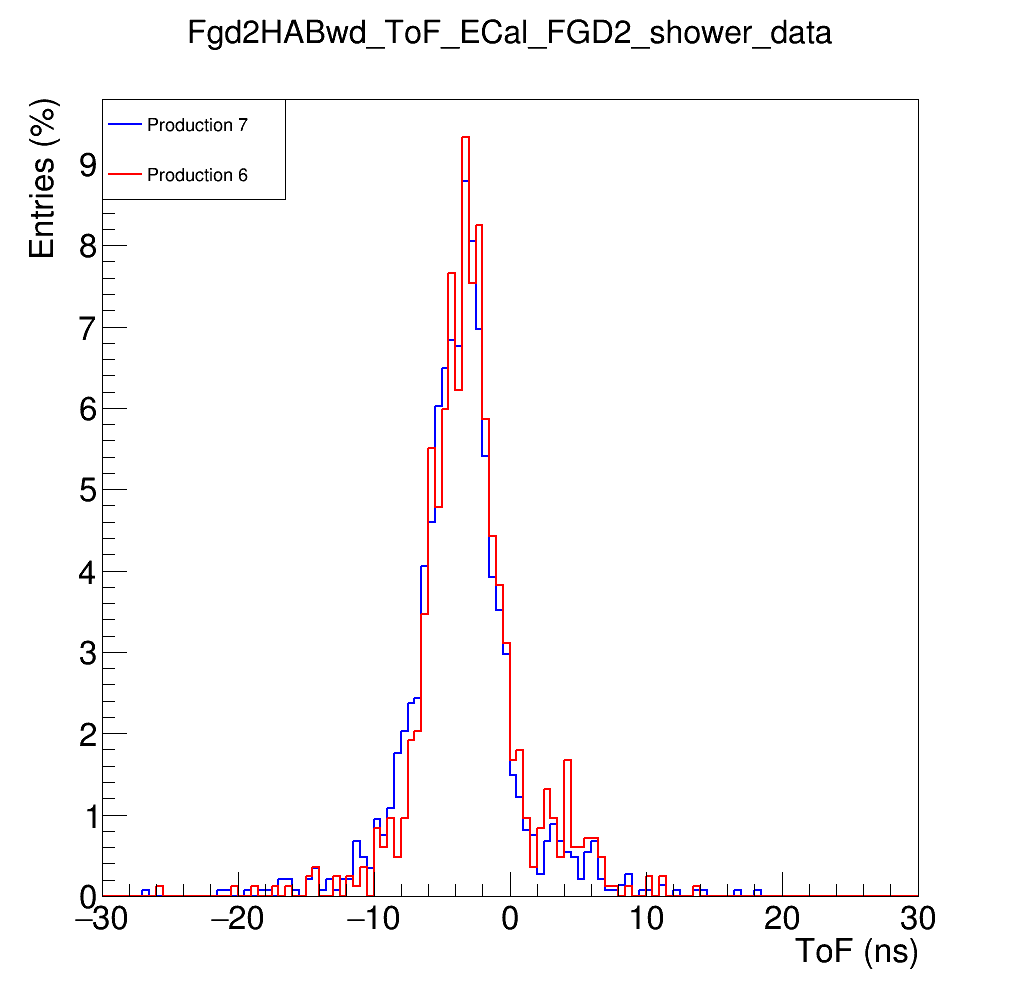 Fgd2HABwd_ToF_ECal_FGD2_shower_data
Entries (%)
Production 7
Production 6
9
8
7
6
5
4
3
2
1
0
−30 −20 −10 0 10 20 30
ToF (ns)